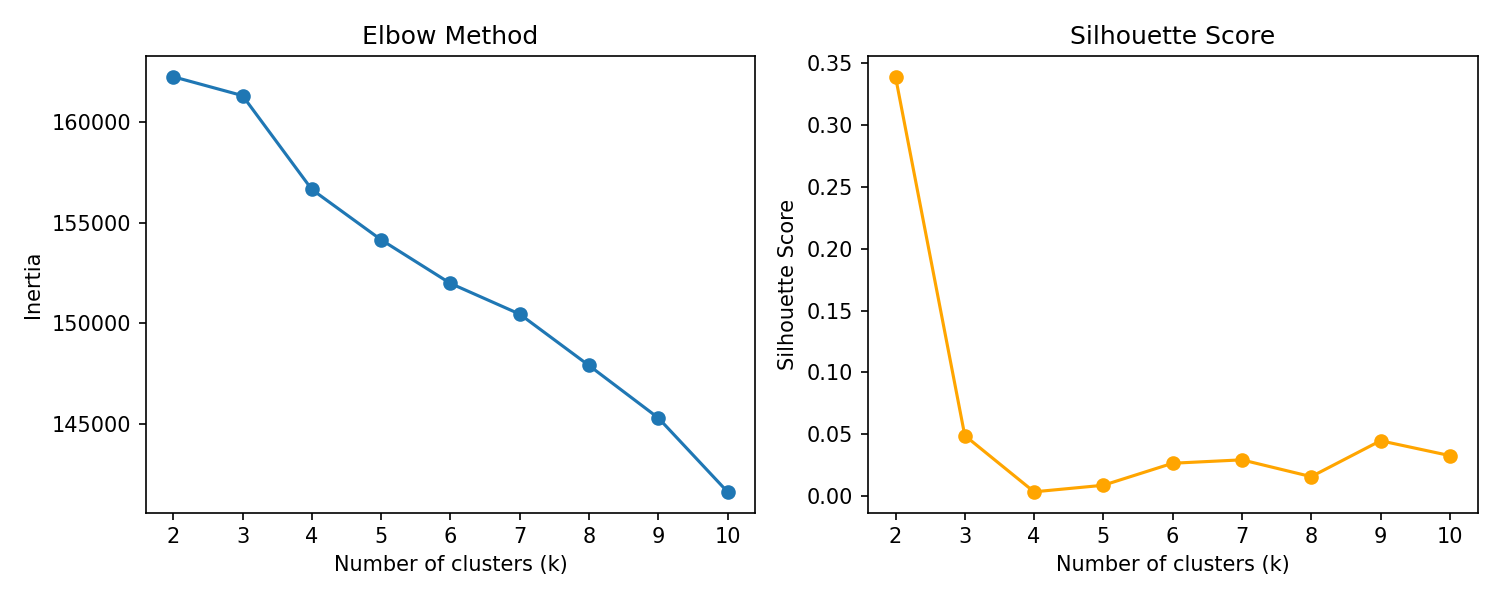 Elbow Method
160000
155000
150000
145000
Inertia
2 3 4 5 6 7 8 9 10
Number of clusters (k)
Silhouette Score
0.35
0.30
0.25
0.20
0.15
0.10
0.05
0.00
Silhouette Score
2 3 4 5 6 7 8 9 10
Number of clusters (k)